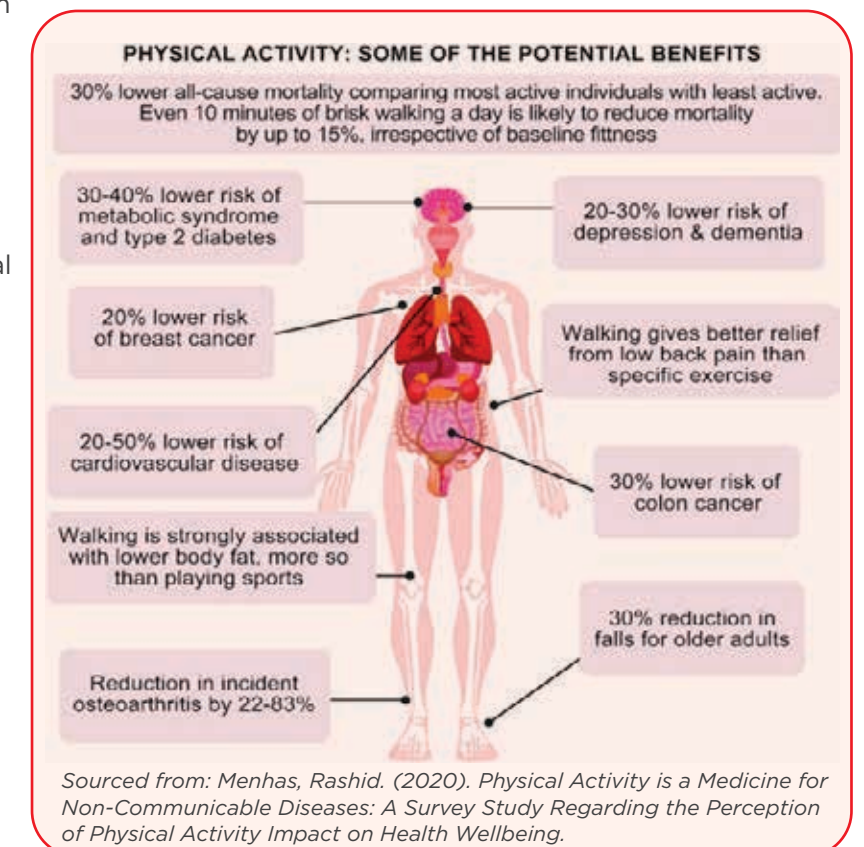 PHYSICAL ACTIVITY: SOME OF THE POTENTIAL BENEFITS
30% lower all-cause mortality comparing most active individuals with least active.
Even 10 minutes of brisk walking a day is likely to reduce mortality
by up to 15%, irrespective of baseline fittness
30-40% lower risk of
metabolic syndrome
and type 2 diabetes
20-30% lower risk of
depression & dementia
20% lower risk
of breast cancer
Walking gives better relief
from low back pain than
specific exercise
20-50% lower risk of
cardiovascular disease
30% lower risk of
colon cancer
Walking is strongly associated
with lower body fat, more so
than playing sports
30% reduction in
falls for older adults
Reduction in incident
osteoarthritis by 22-83%
Sourced from: Menhas, Rashid. (2020). Physical Activity is a Medicine for
Non-Communicable Diseases: A Survey Study Regarding the Perception
of Physical Activity Impact on Health Wellbeing.